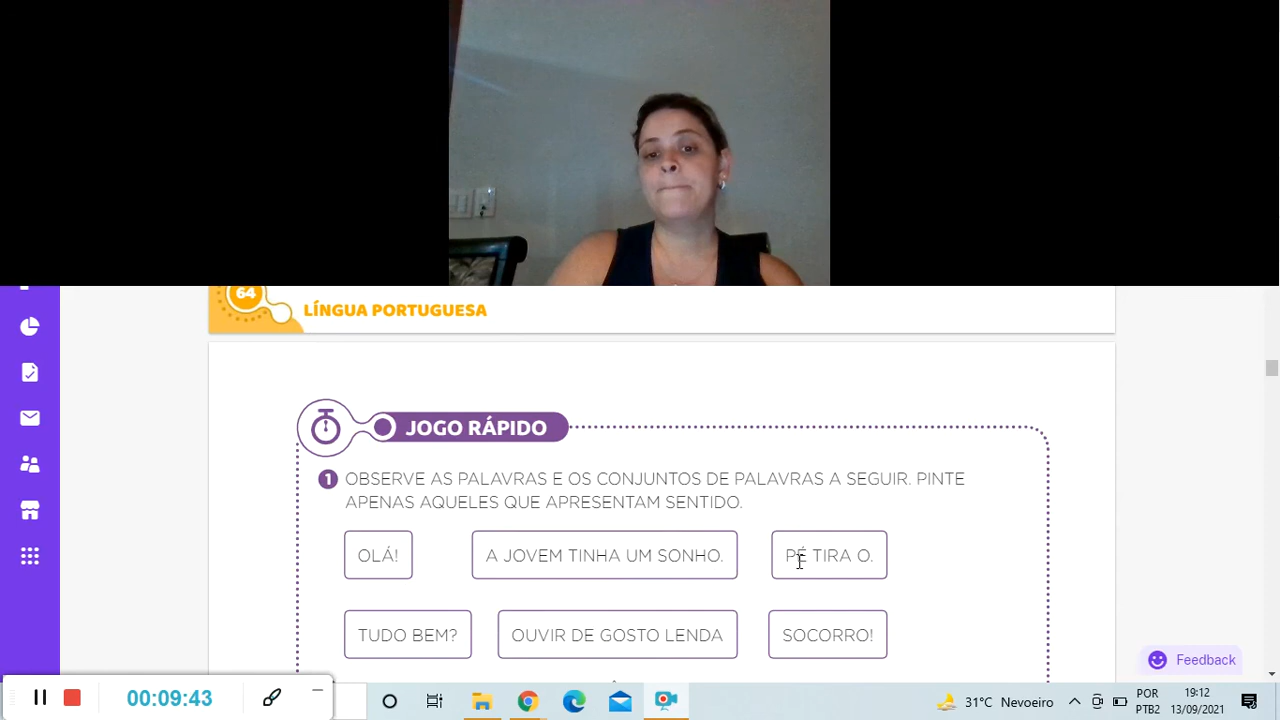 64
LÍNGUA PORTUGUESA
JOGO RÁPIDO
1 OBSERVE AS PALAVRAS E OS CONJUNTOS DE PALAVRAS A SEGUIR. PINTE
APENAS AQUELES QUE APRESENTAM SENTIDO.
OLÁ! A JOVEM TINHA UM SONHO. PÉ TIRA O.
TUDO BEM? OUVIR DE GOSTO LENDA SOCORRO!
Feedback
00:09:43 31°C Nevoeiro POR 19:12
PTB2 13/09/2021